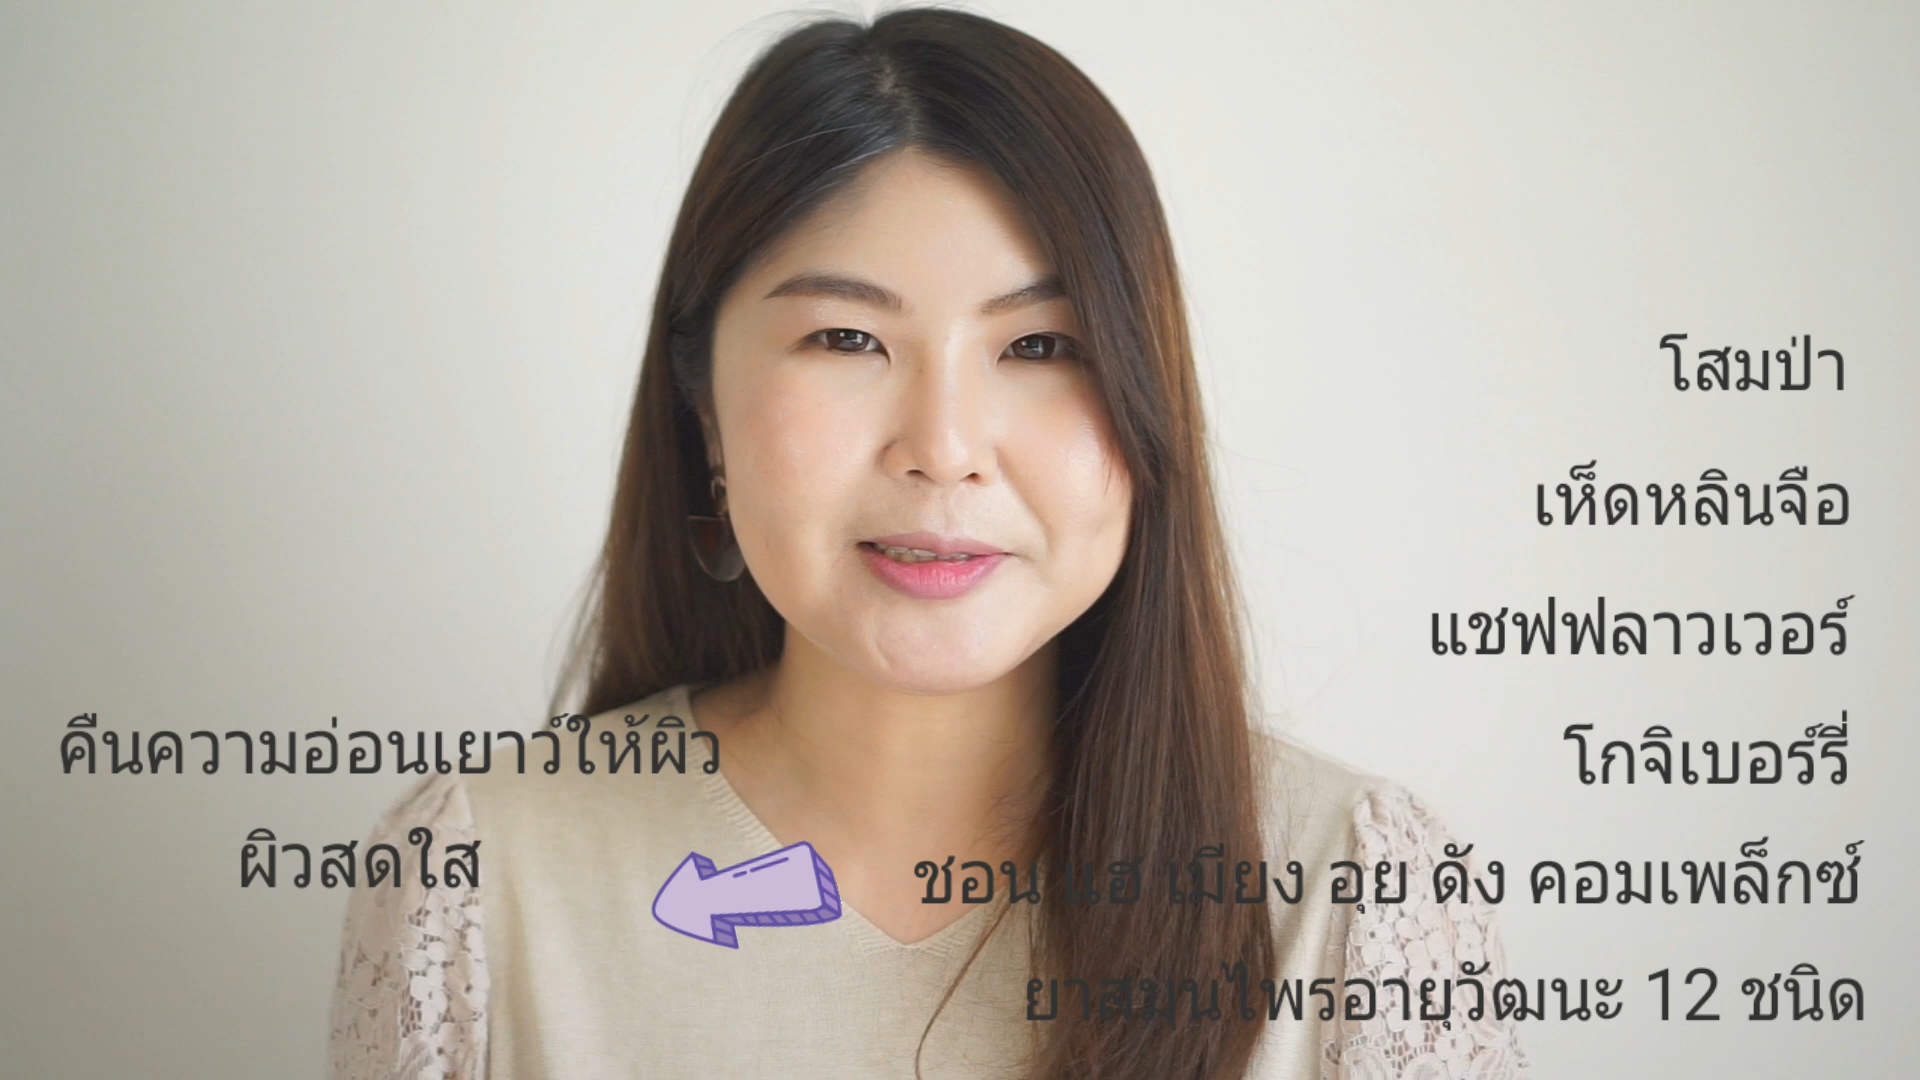 โสมป่า
เห็ดหลินจือ
แซฟฟลาวเวอร์
โกจิเบอร์รี่
คืนความอ่อนเยาว์ให้ผิว
ผิวสดใส
ชอน แฮ เมียง อุย ดัง คอมเพล็กซ์
ยาสมุนไพรอายุวัฒนะ 12 ชนิด